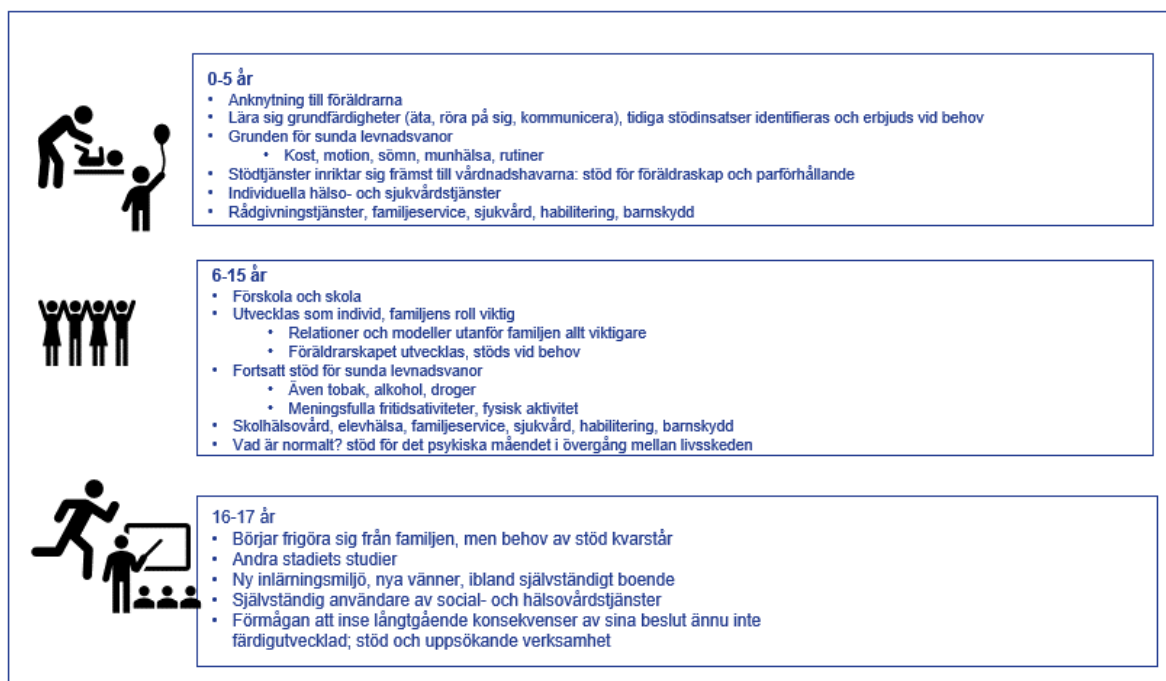 0-5 år
• Anknytning till föräldrarna
• Lära sig grundfärdigheter (äta, röra på sig, kommunicera), tidiga stödinsatser identifieras och erbjuds vid behov
• Grunden för sunda levnadsvanor
• Kost, motion, sömn, munhälsa, rutiner
• Stödtjänster inriktar sig främst till vårdnadshavarna: stöd för föräldraskap och parförhållande
• Individuella hälso- och sjukvårdstjänster
• Rådgivningstjänster, familjeservice, sjukvård, habilitering, barnskydd
6-15 år
• Förskola och skola
• Utvecklas som individ, familjens roll viktig
• Relationer och modeller utanför familjen allt viktigare
• Föräldrarskapet utvecklas, stöds vid behov
• Fortsatt stöd för sunda levnadsvanor
• Även tobak, alkohol, droger
• Meningsfulla fritidsativiteter, fysisk aktivitet
• Skolhälsovård, elevhälsa, familjeservice, sjukvård, habilitering, barnskydd
• Vad är normalt? stöd för det psykiska måendet i övergång mellan livsskeden
16-17 år
• Börjar frigöra sig från familjen, men behov av stöd kvarstår
• Andra stadiets studier
• Ny inlärningsmiljö, nya vänner, ibland självständigt boende
• Självständig användare av social- och hälsovårdstjänster
• Förmågan att inse långtgående konsekvenser av sina beslut ännu inte
färdigutvecklad; stöd och uppsökande verksamhet